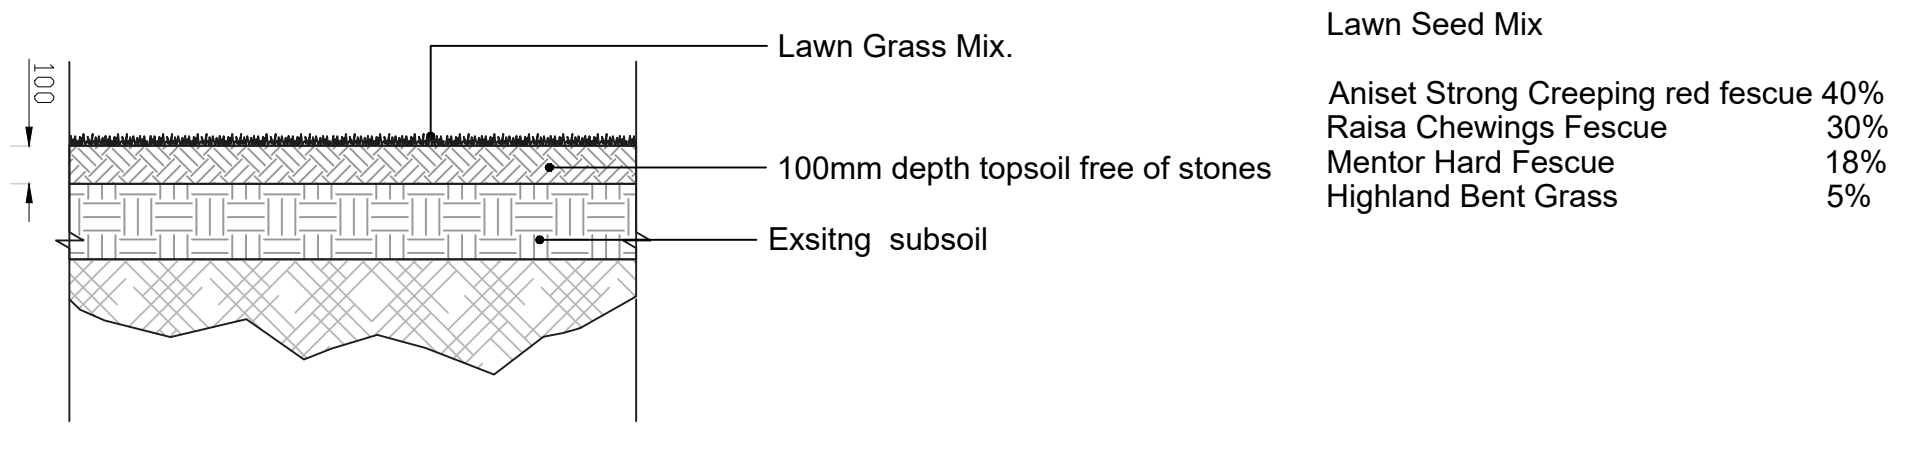 100
Lawn Grass Mix.
100mm depth topsoil free of stones
Exsitng subsoil
Lawn Seed Mix
Aniset Strong Creeping red fescue 40%
Raisa Chewings Fescue 30%
Mentor Hard Fescue 18%
Highland Bent Grass 5%